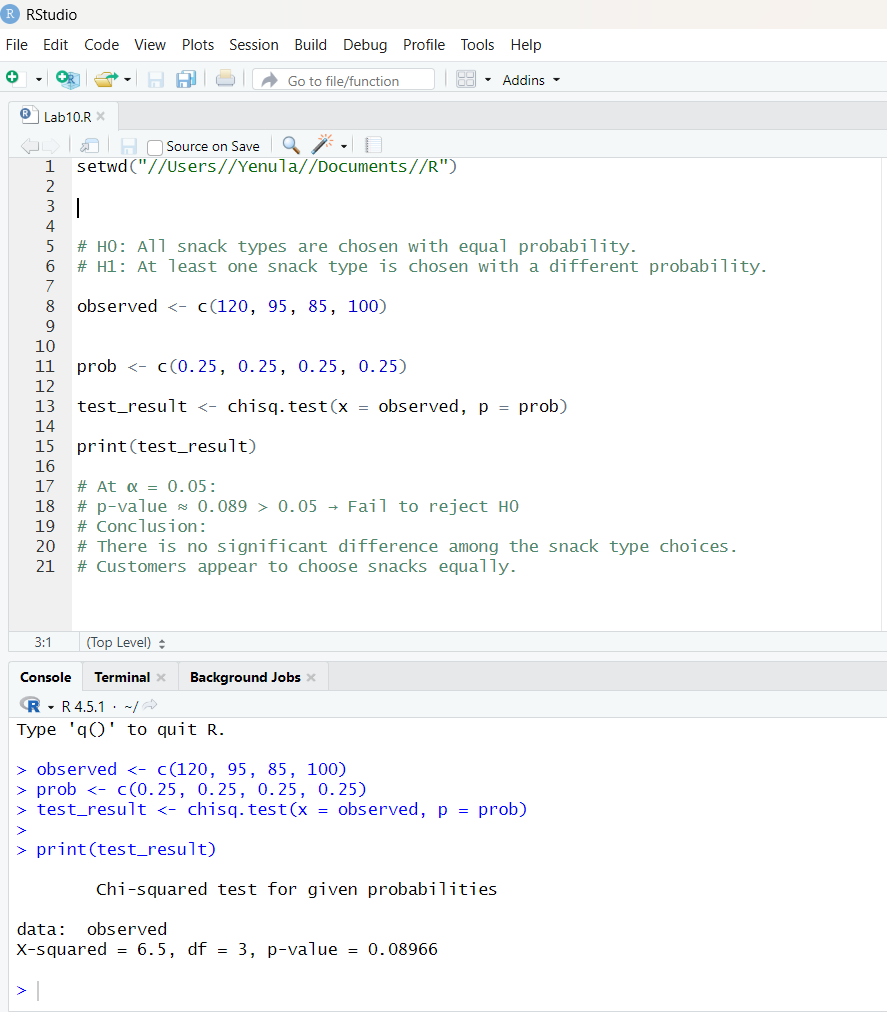 RStudio
File Edit Code View Plots Session Build Debug Profile Tools Help
Go to file/function Addins
Lab10.R
Source on Save
1 setwd("//Users//Yenula//Documents//R")
2
3
4
5 # H0: All snack types are chosen with equal probability.
6 # H1: At least one snack type is chosen with a different probability.
7
8 observed <- c(120, 95, 85, 100)
9
10
11 prob <- c(0.25, 0.25, 0.25, 0.25)
12
13 test_result <- chisq.test(x = observed, p = prob)
14
15 print(test_result)
16
17 # At α = 0.05:
18 # p-value ≈ 0.089 > 0.05 → Fail to reject H0
19 # Conclusion:
20 # There is no significant difference among the snack type choices.
21 # Customers appear to choose snacks equally.
3:1 (Top Level)
Console Terminal Background Jobs
R 4.5.1 · ~/
Type 'q()' to quit R.
> observed <- c(120, 95, 85, 100)
> prob <- c(0.25, 0.25, 0.25, 0.25)
> test_result <- chisq.test(x = observed, p = prob)
>
> print(test_result)
Chi-squared test for given probabilities
data: observed
X-squared = 6.5, df = 3, p-value = 0.08966
>